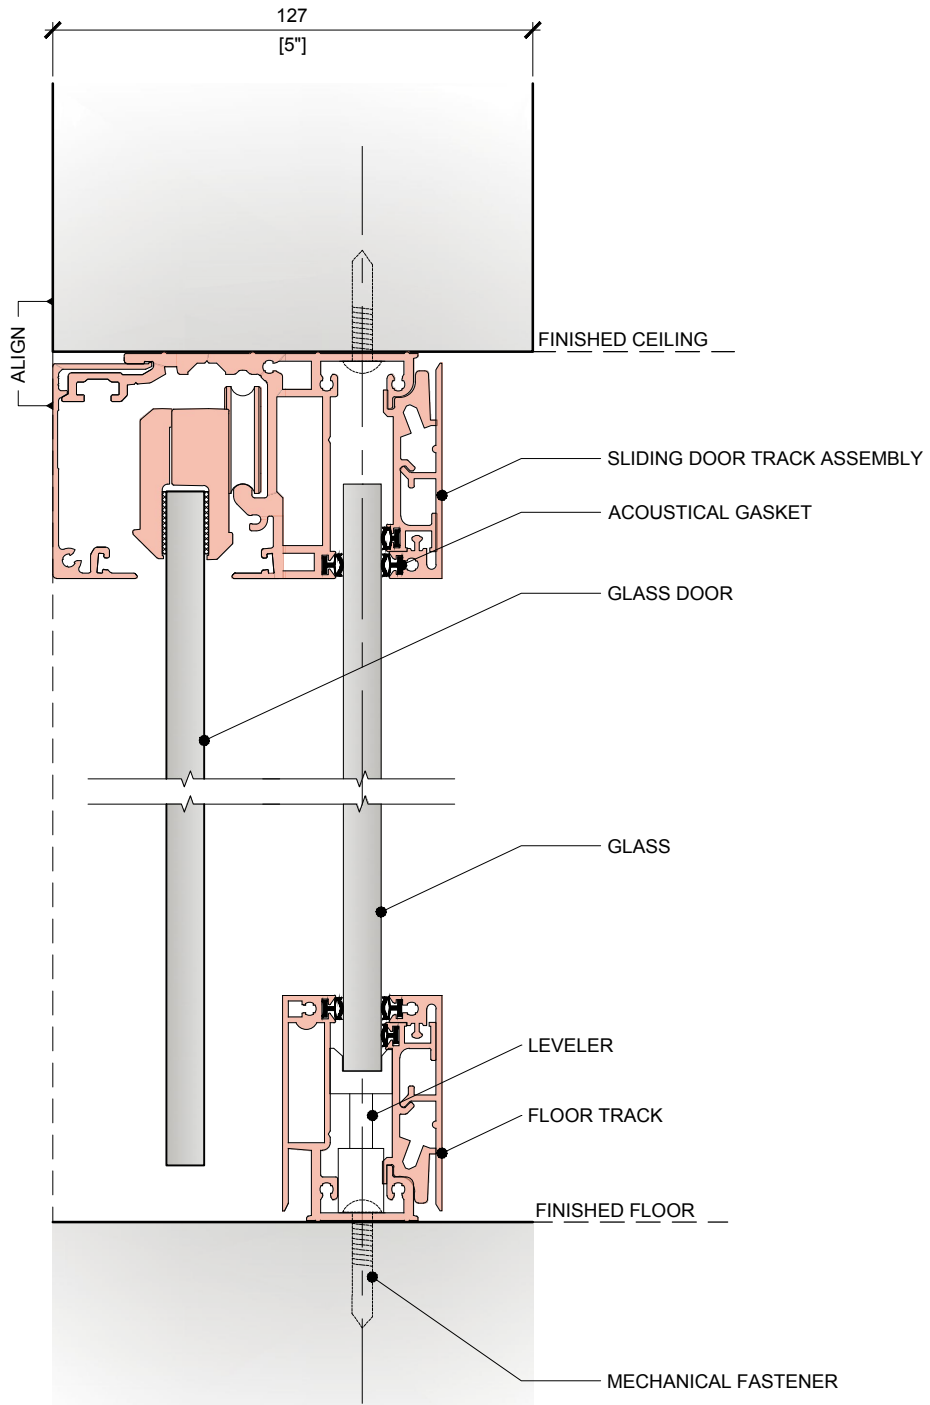 127
[5"]
ALIGN
FINISHED CEILING
SLIDING DOOR TRACK ASSEMBLY
ACOUSTICAL GASKET
GLASS DOOR
GLASS
LEVELER
FLOOR TRACK
FINISHED FLOOR
MECHANICAL FASTENER